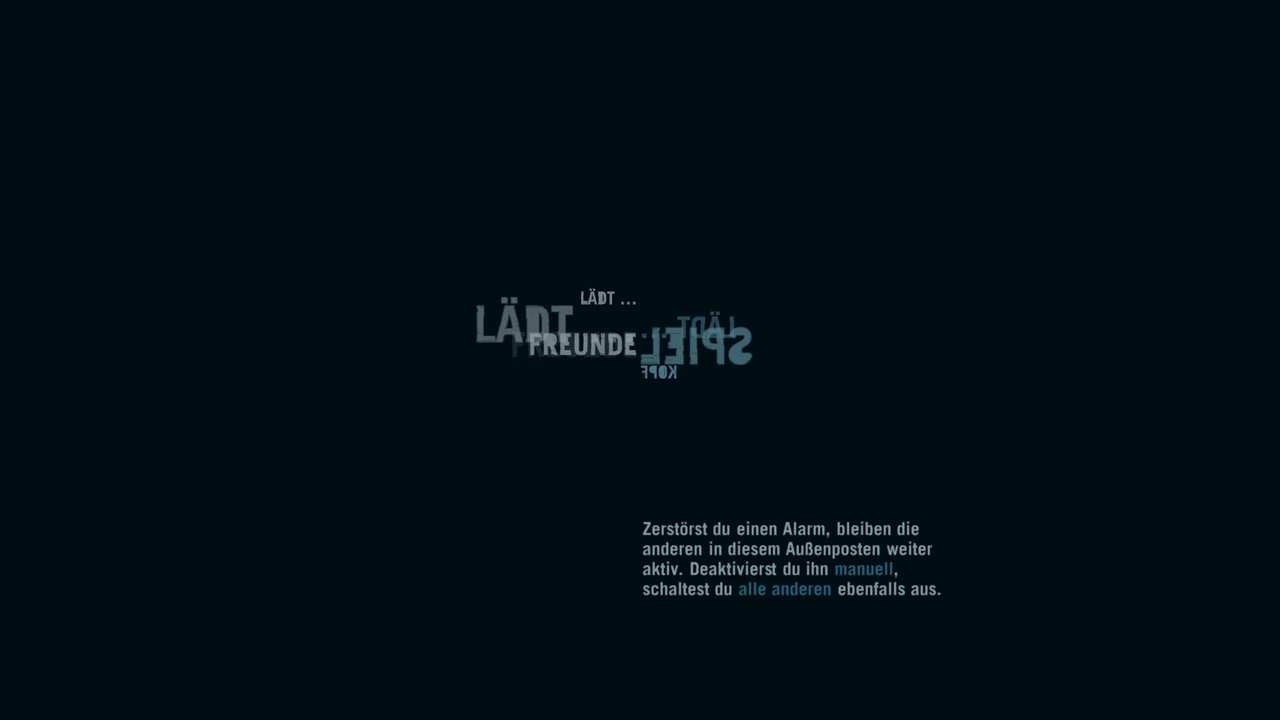 LÄDT ...
LÄDT
LÄDT
FREUNDE
SPIEL
KOPF
Zerstörst du einen Alarm, bleiben die
anderen in diesem Außenposten weiter
aktiv. Deaktivierst du ihn manuell,
schaltest du alle anderen ebenfalls aus.